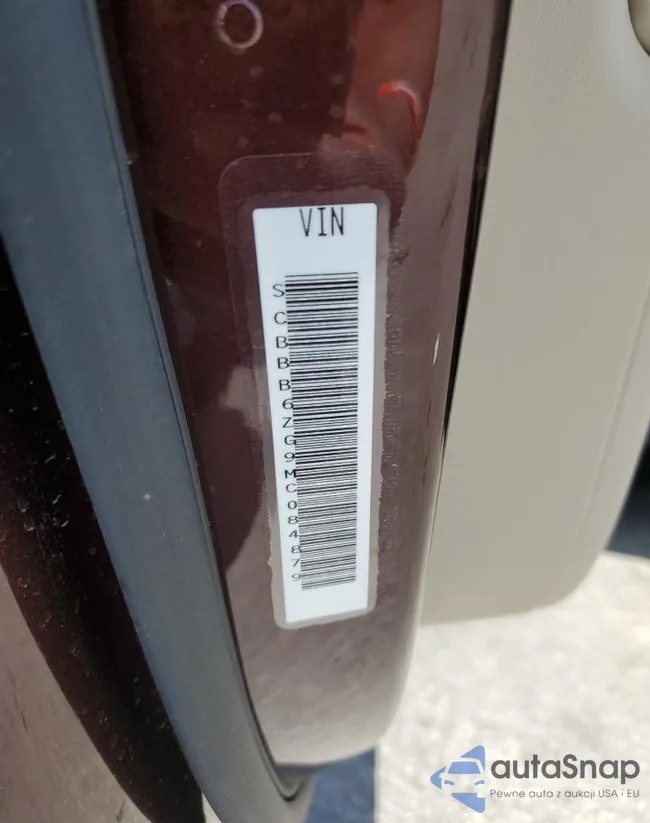 VIN
SCBBB6ZG9MC084879
autaSnap
Pewne auta z aukcji USA i EU